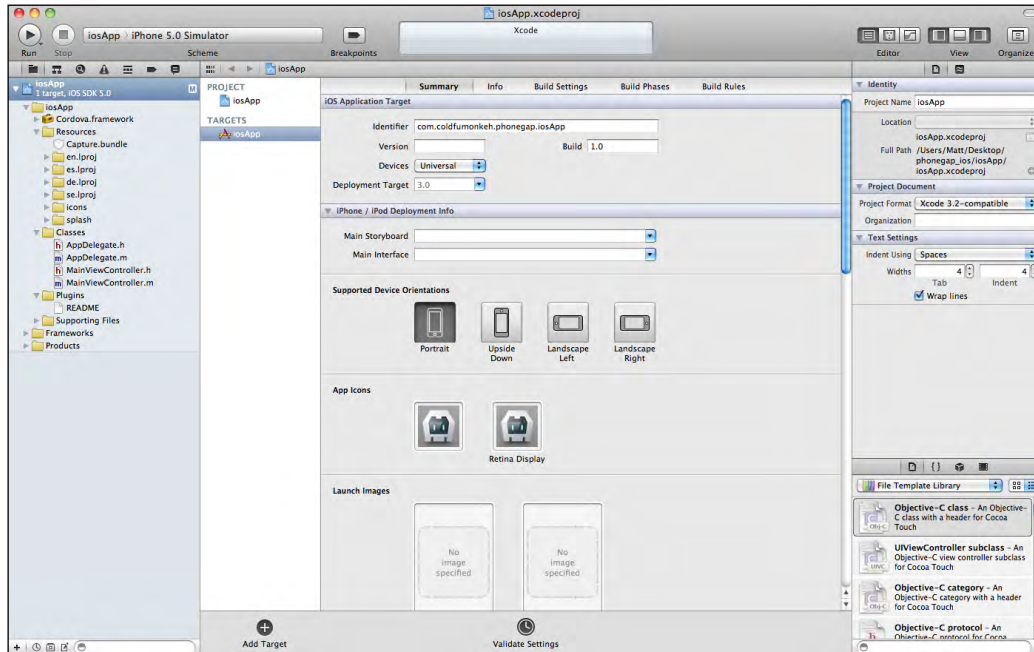 iosApp.xcodeproj
iosApp iPhone 5.0 Simulator
Xcode
Run Stop Scheme Breakpoints Editor View Organize
iosApp
1 target, iOS SDK 5.0
M
iosApp
Cordova.framework
Resources
Capture.bundle
en.lproj
es.lproj
de.lproj
se.lproj
icons
splash
Classes
h AppDelegate.h
m AppDelegate.m
h MainViewController.h
m MainViewController.m
Plugins
README
Supporting Files
Frameworks
Products
iosApp
PROJECT
iosApp
TARGETS
iosApp
Summary Info Build Settings Build Phases Build Rules
iOS Application Target
Identifier com.coldfumonkeh.phonegap.iosApp
Version Build 1.0
Devices Universal
Deployment Target 3.0
iPhone / iPod Deployment Info
Main Storyboard
Main Interface
Supported Device Orientations
Portrait
Upside Down
Landscape Left
Landscape Right
App Icons
Retina Display
Launch Images
No image specified
No image specified
Add Target
Validate Settings
Identity
Project Name iosApp
Location
iosApp.xcodeproj
Full Path /Users/Matt/Desktop/
phonegap_ios/iosApp/
iosApp.xcodeproj
Project Document
Project Format Xcode 3.2-compatible
Organization
Text Settings
Indent Using Spaces
Widths 4 4
Tab Indent
Wrap lines
{}
File Template Library
Objective-C class – An Objective-
C class with a header for Cocoa
Touch
UIViewController subclass – An
Objective-C view controller subclass
for Cocoa Touch
Objective-C category – An
Objective-C category with a header
for Cocoa Touch
Objective-C protocol – An
Objective-C protocol for Cocoa